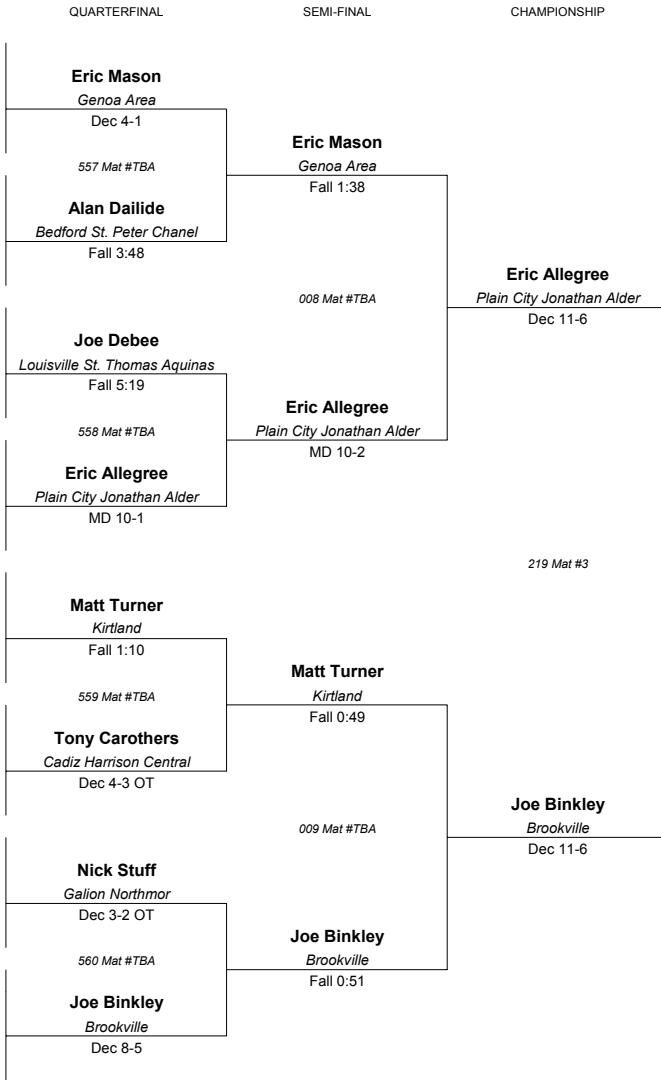 QUARTERFINAL SEMI-FINAL CHAMPIONSHIP
Eric Mason
Genoa Area
Dec 4-1
557 Mat #TBA
Alan Dailide
Bedford St. Peter Chanel
Fall 3:48
Eric Mason
Genoa Area
Fall 1:38
008 Mat #TBA
Joe Debee
Louisville St. Thomas Aquinas
Fall 5:19
558 Mat #TBA
Eric Allegree
Plain City Jonathan Alder
MD 10-1
Eric Allegree
Plain City Jonathan Alder
MD 10-2
Eric Allegree
Plain City Jonathan Alder
Dec 11-6
219 Mat #3
Matt Turner
Kirtland
Fall 1:10
559 Mat #TBA
Tony Carothers
Cadiz Harrison Central
Dec 4-3 OT
Matt Turner
Kirtland
Fall 0:49
009 Mat #TBA
Nick Stuff
Galion Northmor
Dec 3-2 OT
560 Mat #TBA
Joe Binkley
Brookville
Dec 8-5
Joe Binkley
Brookville
Fall 0:51
Joe Binkley
Brookville
Dec 11-6